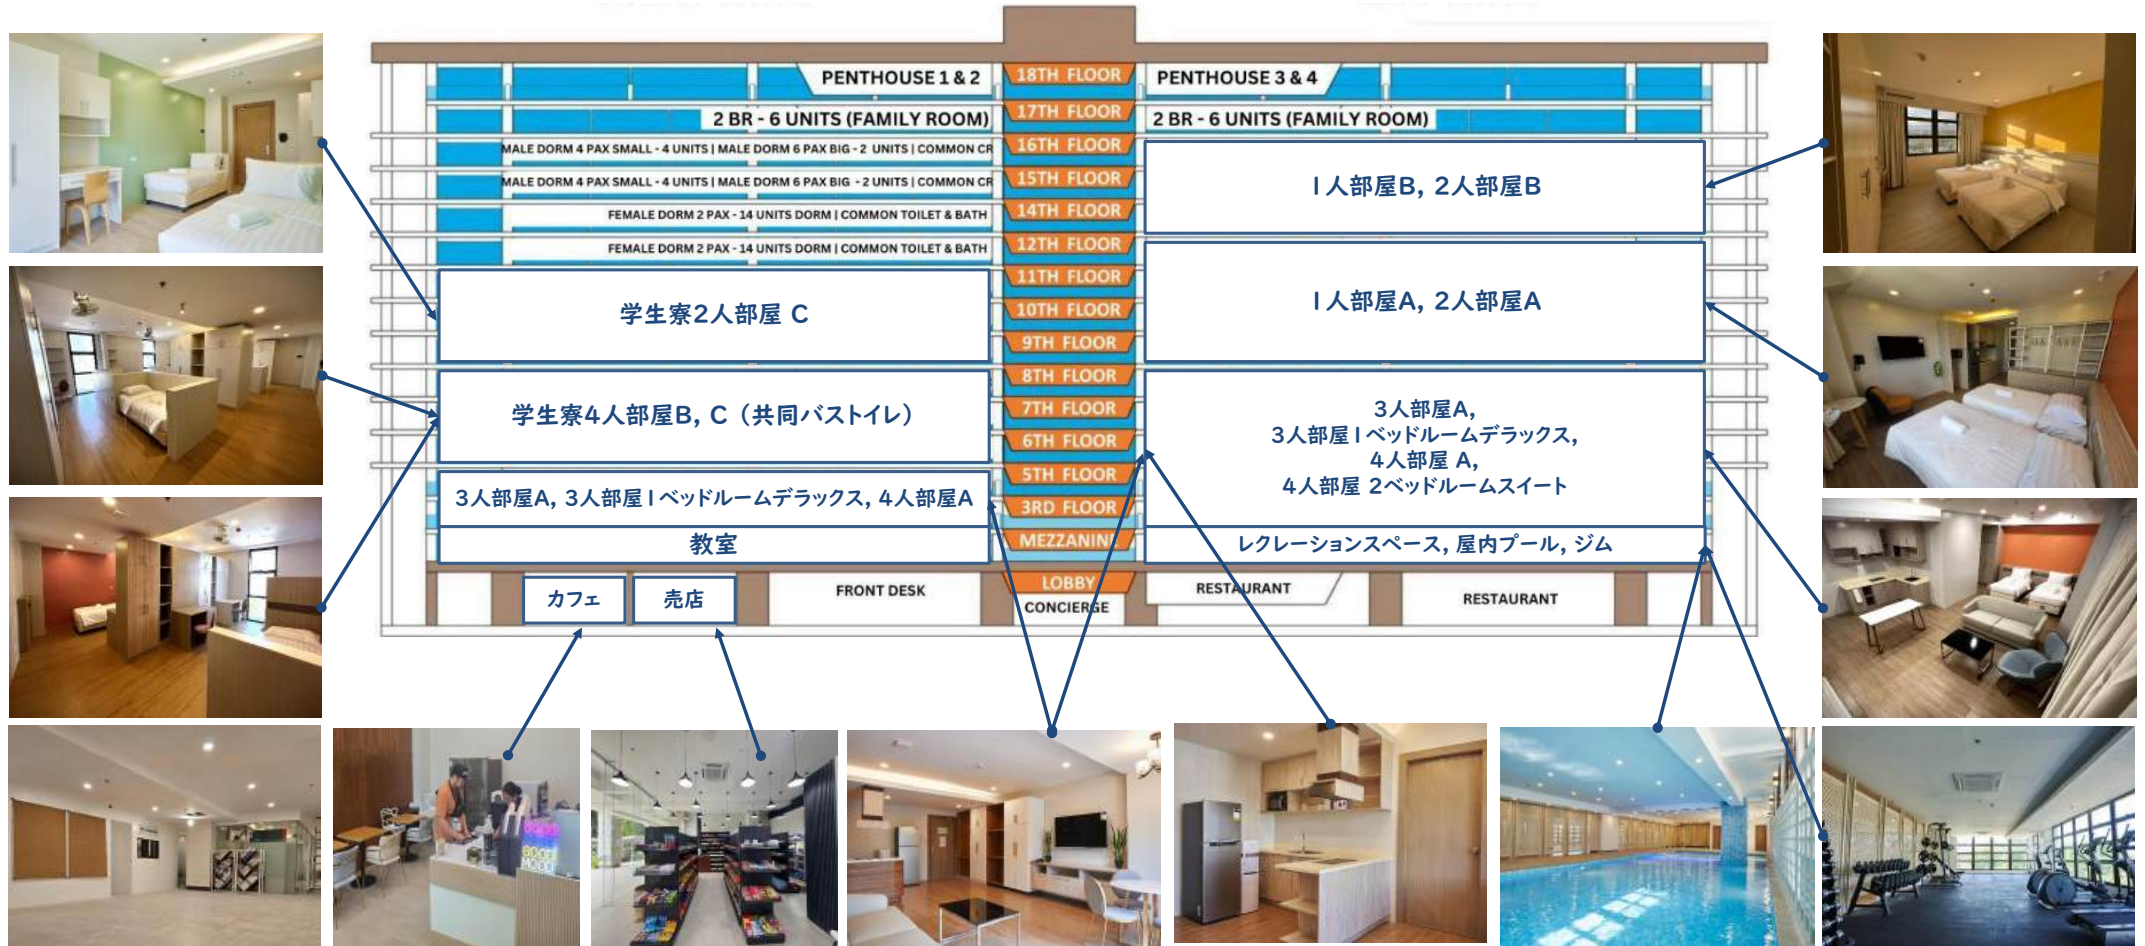 PENTHOUSE 1 & 2
18TH FLOOR
PENTHOUSE 3 & 4
2 BR - 6 UNITS (FAMILY ROOM)
17TH FLOOR
2 BR - 6 UNITS (FAMILY ROOM)
MALE DORM 4 PAX SMALL - 4 UNITS | MALE DORM 6 PAX BIG - 2 UNITS | COMMON CR
16TH FLOOR
MALE DORM 4 PAX SMALL - 4 UNITS | MALE DORM 6 PAX BIG - 2 UNITS | COMMON CR
15TH FLOOR
1人部屋B, 2人部屋B
FEMALE DORM 2 PAX - 14 UNITS DORM | COMMON TOILET & BATH
14TH FLOOR
FEMALE DORM 2 PAX - 14 UNITS DORM | COMMON TOILET & BATH
12TH FLOOR
11TH FLOOR
学生寮2人部屋 C
10TH FLOOR
1人部屋A, 2人部屋A
9TH FLOOR
8TH FLOOR
学生寮4人部屋B, C（共同バストイレ）
7TH FLOOR
3人部屋A,
3人部屋1ベッドルームデラックス,
4人部屋 A,
4人部屋 2ベッドルームスイート
6TH FLOOR
5TH FLOOR
3人部屋A, 3人部屋1ベッドルームデラックス, 4人部屋A
3RD FLOOR
教室
MEZZANINE
レクレーションスペース, 屋内プール, ジム
カフェ
売店
FRONT DESK
LOBBY
CONCIERGE
RESTAURANT
RESTAURANT
GOOD
MOOD